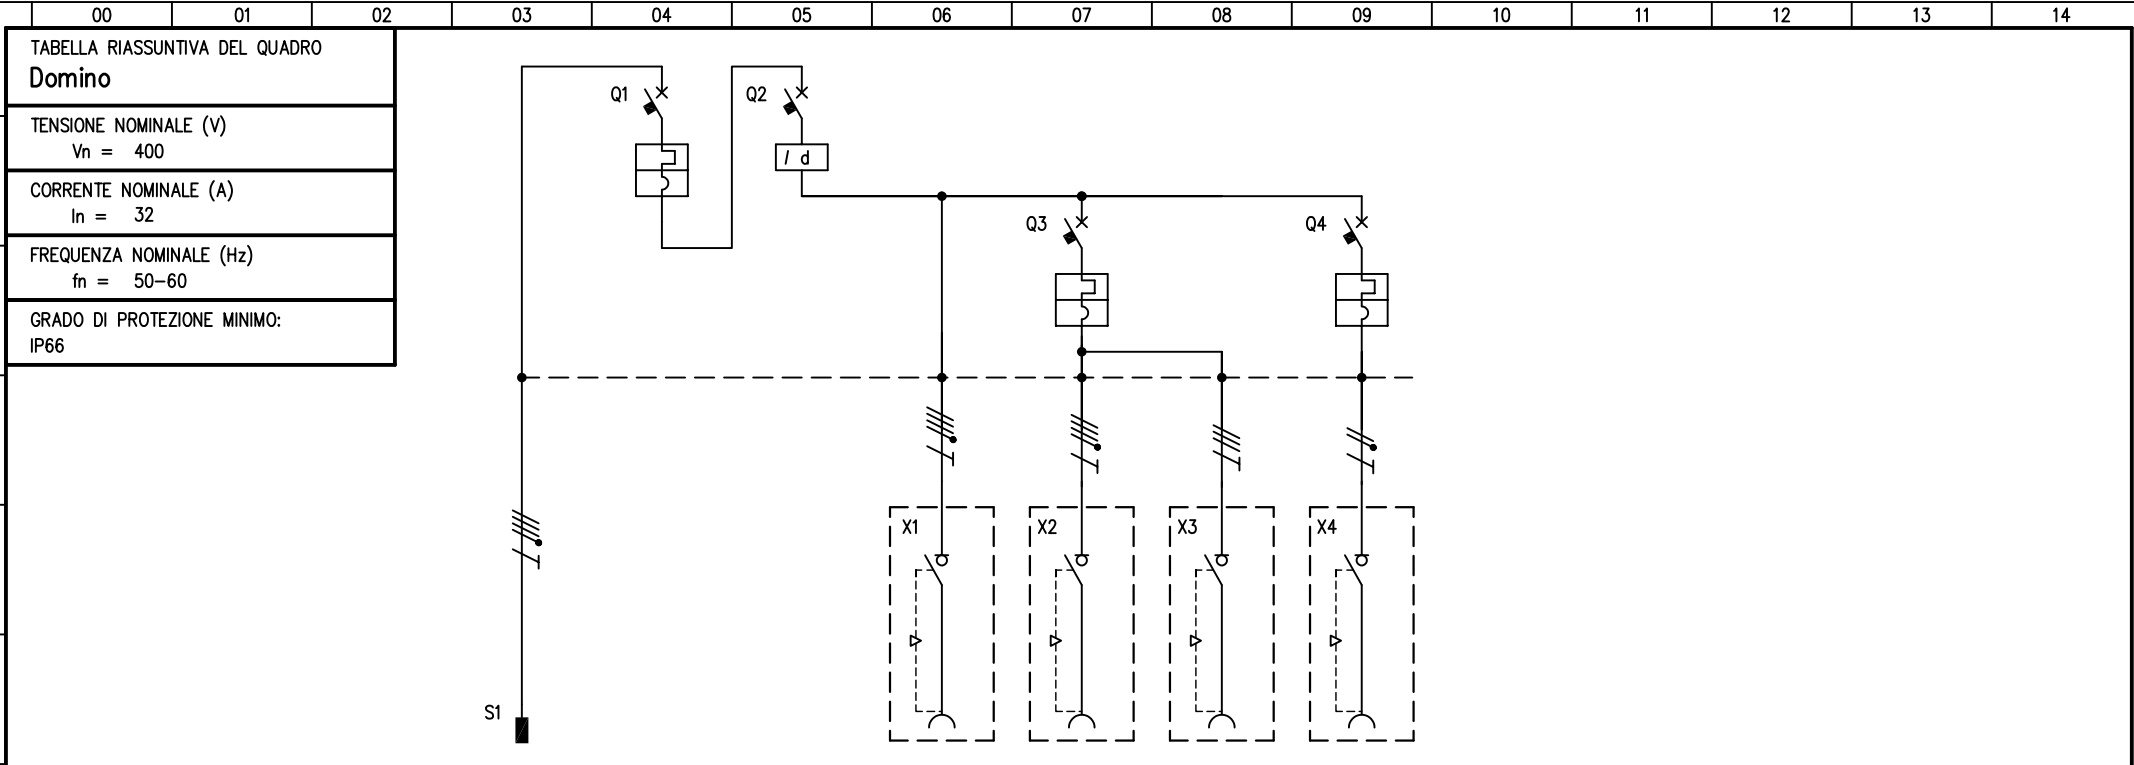 00 01 02 03 04 05 06 07 08 09 10 11 12 13 14
TABELLA RIASSUNTIVA DEL QUADRO
Domino
TENSIONE NOMINALE (V)
Vn = 400
CORRENTE NOMINALE (A)
In = 32
FREQUENZA NOMINALE (Hz)
fn = 50-60
GRADO DI PROTEZIONE MINIMO:
IP66
Q1 Q2
I d
Q3 Q4
X1 X2 X3 X4
S1